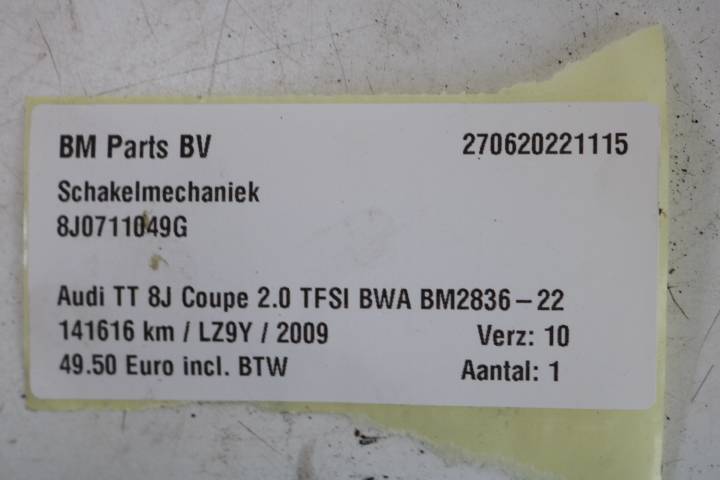 BM Parts BV 270620221115
Schakelmechaniek
8J0711049G
Audi TT 8J Coupe 2.0 TFSI BWA BM2836-22
141616 km / LZ9Y / 2009 Verz: 10
49.50 Euro incl. BTW Aantal: 1